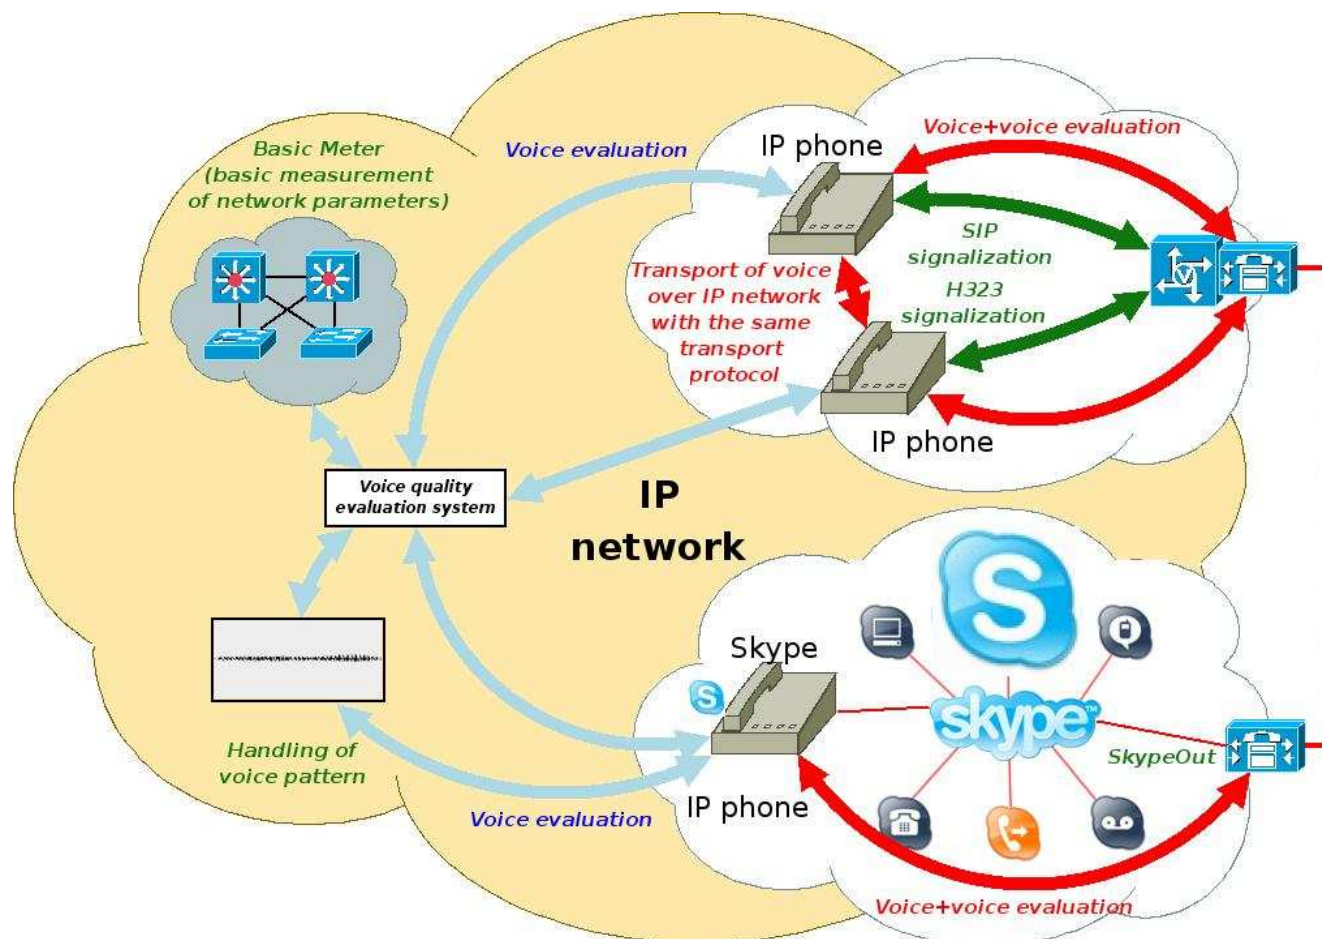 Basic Meter
(basic measurement
of network parameters)
Voice evaluation
IP phone
Voice+voice evaluation
SIP
signalization
V
Transport of voice
over IP network
with the same
transport
protocol
H323
signalization
IP phone
Voice quality
evaluation system
IP
network
Handling of
voice pattern
Voice evaluation
Skype
S
IP phone
S
skype™
SkypeOut
Voice+voice evaluation